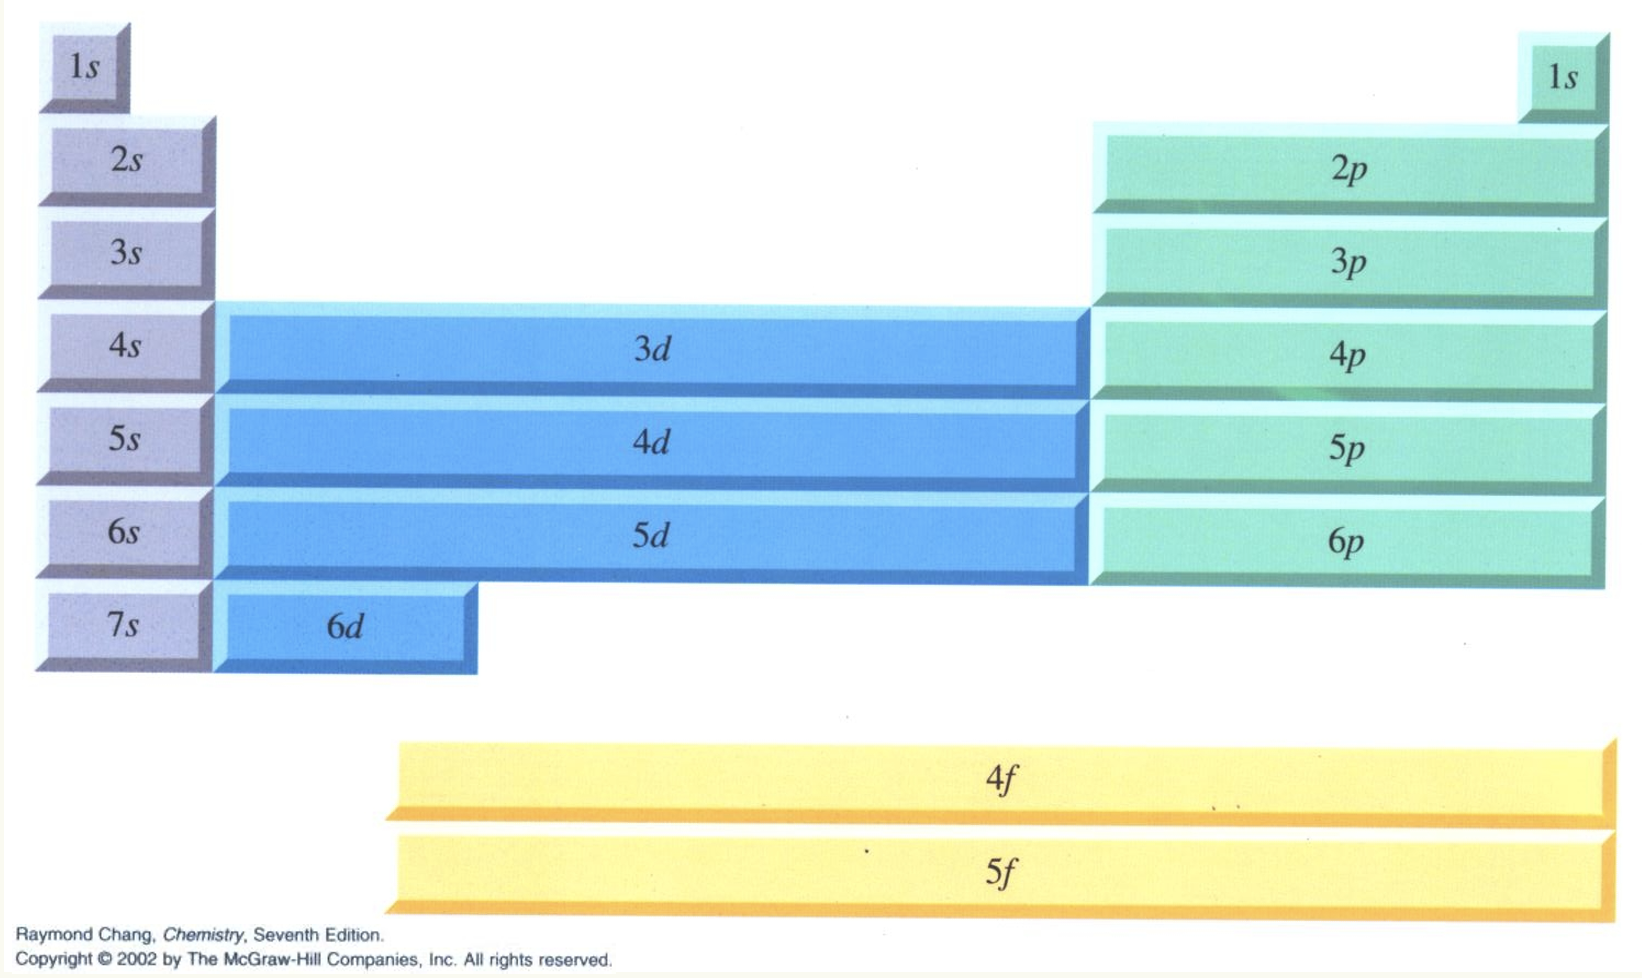 1s
1s
2s
2p
3s
3p
4s
3d
4p
5s
4d
5p
6s
5d
6p
7s
6d
4f
5f
Raymond Chang, Chemistry, Seventh Edition.
Copyright © 2002 by The McGraw-Hill Companies, Inc. All rights reserved.